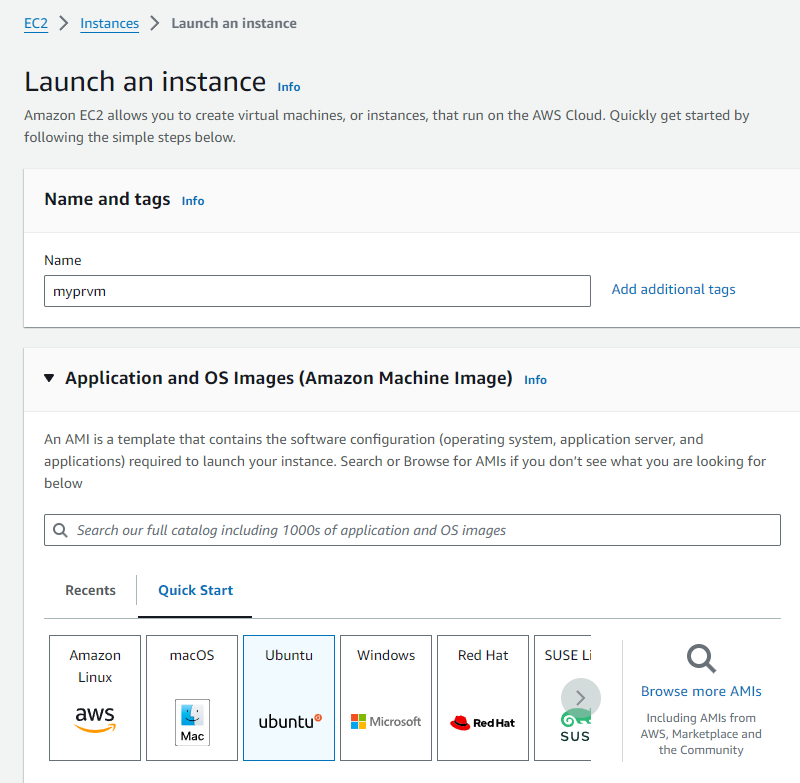 EC2 > Instances > Launch an instance
Launch an instance Info
Amazon EC2 allows you to create virtual machines, or instances, that run on the AWS Cloud. Quickly get started by
following the simple steps below.
Name and tags Info
Name
myprvm
Add additional tags
Application and OS Images (Amazon Machine Image) Info
An AMI is a template that contains the software configuration (operating system, application server, and
applications) required to launch your instance. Search or Browse for AMIs if you don't see what you are looking for
below
Search our full catalog including 1000s of application and OS images
Recents
Quick Start
Amazon
Linux
aws
macOS
Mac
Ubuntu
ubuntu
Windows
Microsoft
Red Hat
Red Hat
SUSE Li
SUS
Browse more AMIs
Including AMIs from
AWS, Marketplace and
the Community